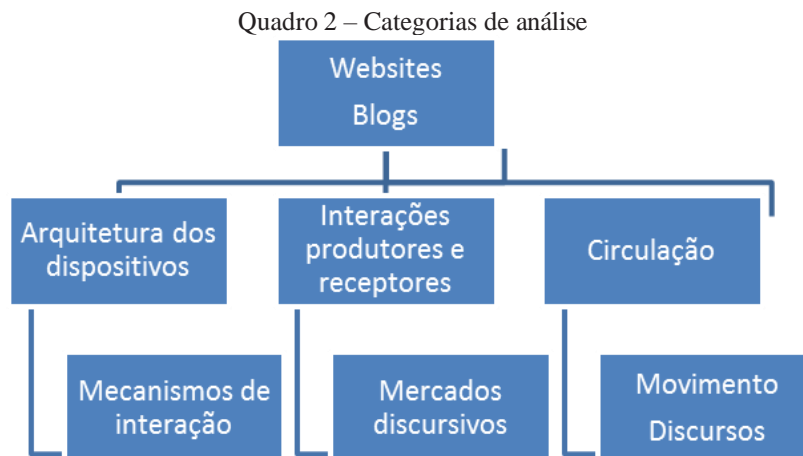 Quadro 2 – Categorias de análise
Websites
Blogs
Arquitetura dos
dispositivos
Interações
produtores e
receptores
Circulação
Mecanismos de
interação
Mercados
discursivos
Movimento
Discursos